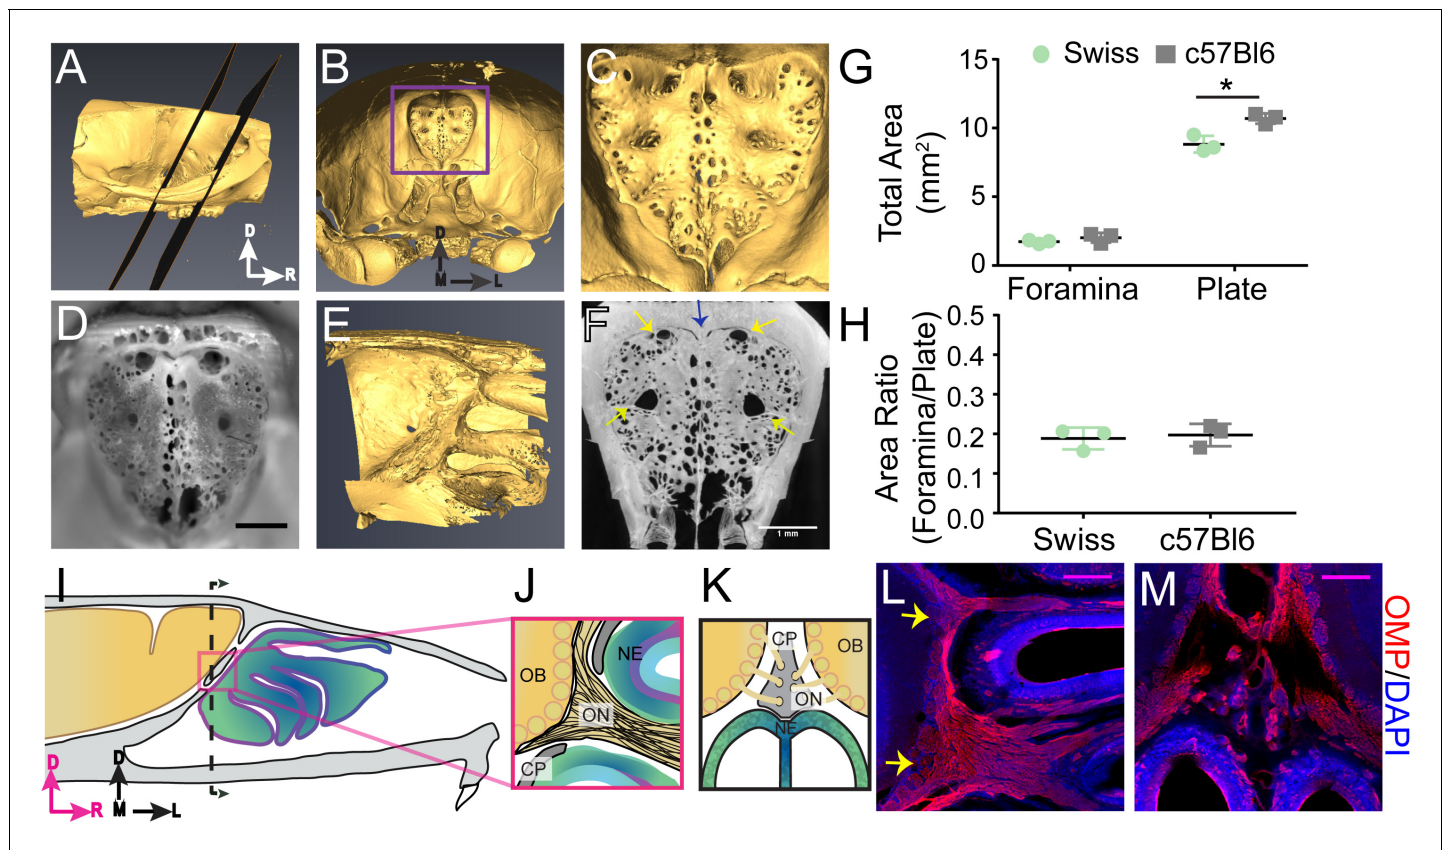 A
D
R
B
D
M
L
C
D
E
F
1 mm
G
Swiss
c57Bl6
*
Total Area
(mm2)
15
10
5
0
Foramina
Plate
H
Area Ratio
(Foramina/Plate)
0.5
0.4
0.3
0.2
0.1
0.0
Swiss
c57Bl6
I
D
R
D
M
L
J
OB
NE
ON
CP
K
CP
OB
ON
NE
L
M
OMP/DAPI